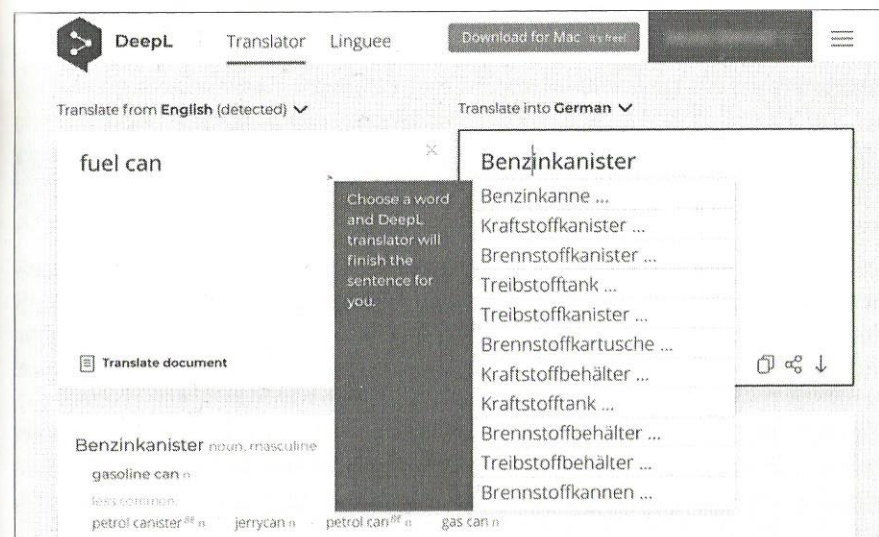 DeepL Translator Linguee Download for Mac It's free!
Translate from English (detected)
Translate into German
fuel can
Benzinkanister
Choose a word
and DeepL
translator will
finish the
sentence for
you.
Benzinkanne ...
Kraftstoffkanister ...
Brennstoffkanister ...
Treibstofftank ...
Treibstoffkanister ...
Brennstoffkartusche ...
Kraftstoffbehälter ...
Kraftstofftank ...
Brennstoffbehälter ...
Treibstoffbehälter ...
Brennstoffkannen ...
Translate document
Benzinkanister noun, masculine
gasoline can n
less common:
petrol canister BE n jerrycan n petrol can BE n gas can n